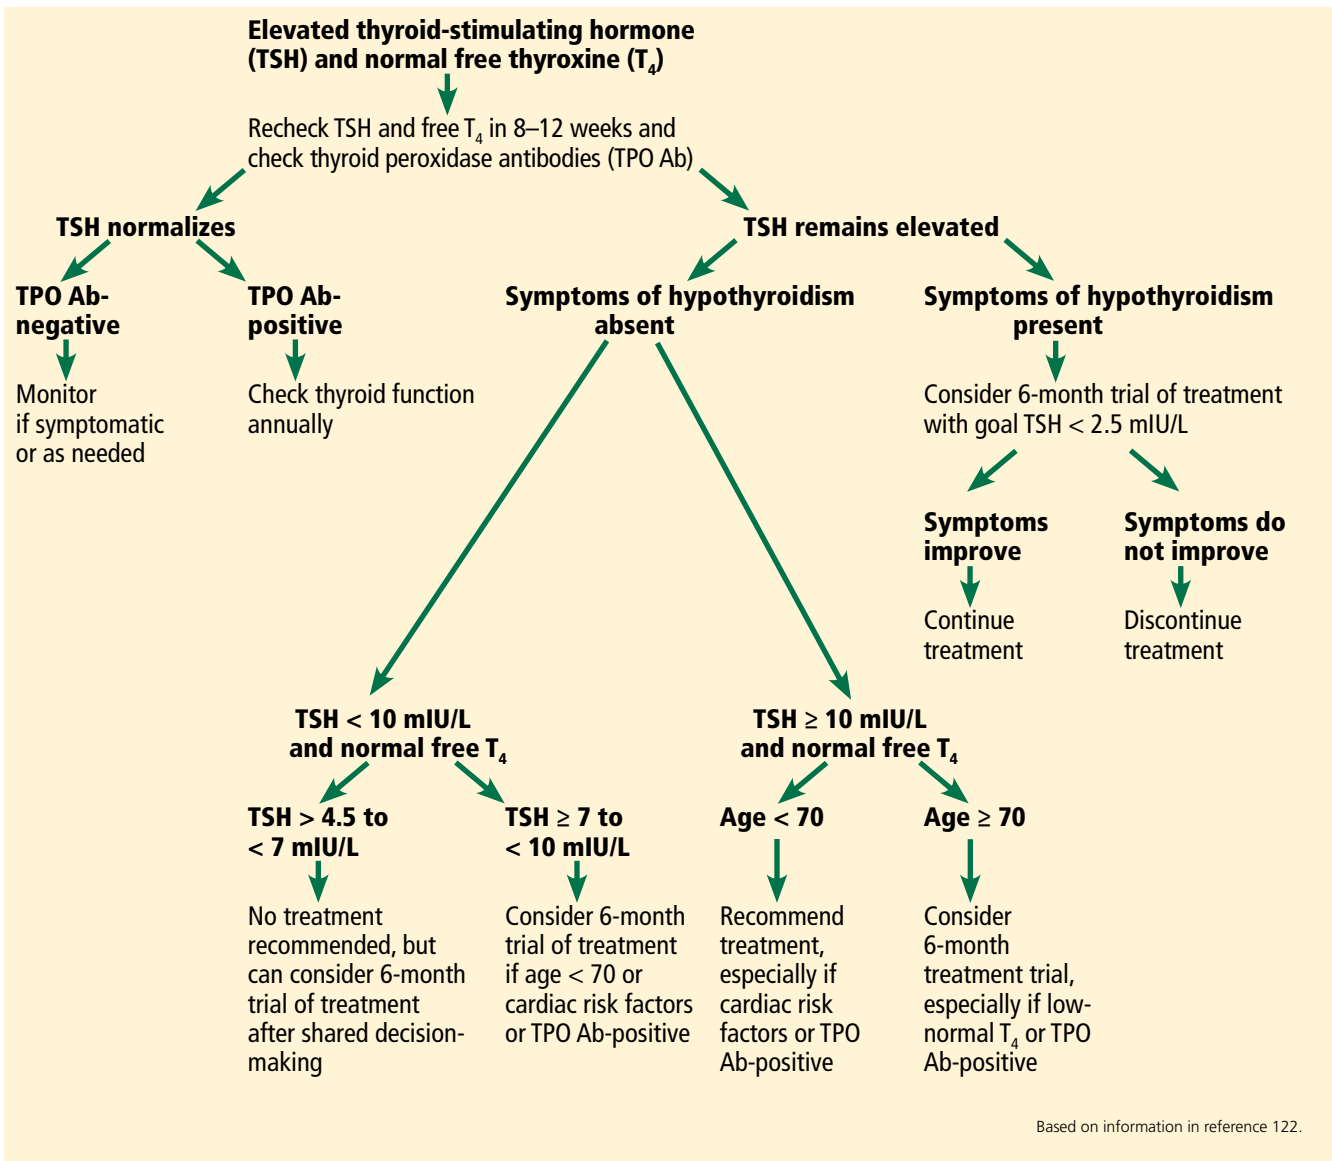 Elevated thyroid-stimulating hormone
(TSH) and normal free thyroxine (T₄)
Recheck TSH and free T₄ in 8–12 weeks and
check thyroid peroxidase antibodies (TPO Ab)
TSH normalizes
TSH remains elevated
TPO Ab-
negative
TPO Ab-
positive
Symptoms of hypothyroidism
absent
Symptoms of hypothyroidism
present
Monitor
if symptomatic
or as needed
Check thyroid function
annually
Consider 6-month trial of treatment
with goal TSH < 2.5 mIU/L
Symptoms
improve
Symptoms do
not improve
Continue
treatment
Discontinue
treatment
TSH < 10 mIU/L
and normal free T₄
TSH ≥ 10 mIU/L
and normal free T₄
TSH > 4.5 to
< 7 mIU/L
TSH ≥ 7 to
< 10 mIU/L
Age < 70
Age ≥ 70
No treatment
recommended, but
can consider 6-month
trial of treatment
after shared decision-
making
Consider 6-month
trial of treatment
if age < 70 or
cardiac risk factors
or TPO Ab-positive
Recommend
treatment,
especially if
cardiac risk
factors or TPO
Ab-positive
Consider
6-month
treatment trial,
especially if low-
normal T₄ or TPO
Ab-positive
Based on information in reference 122.